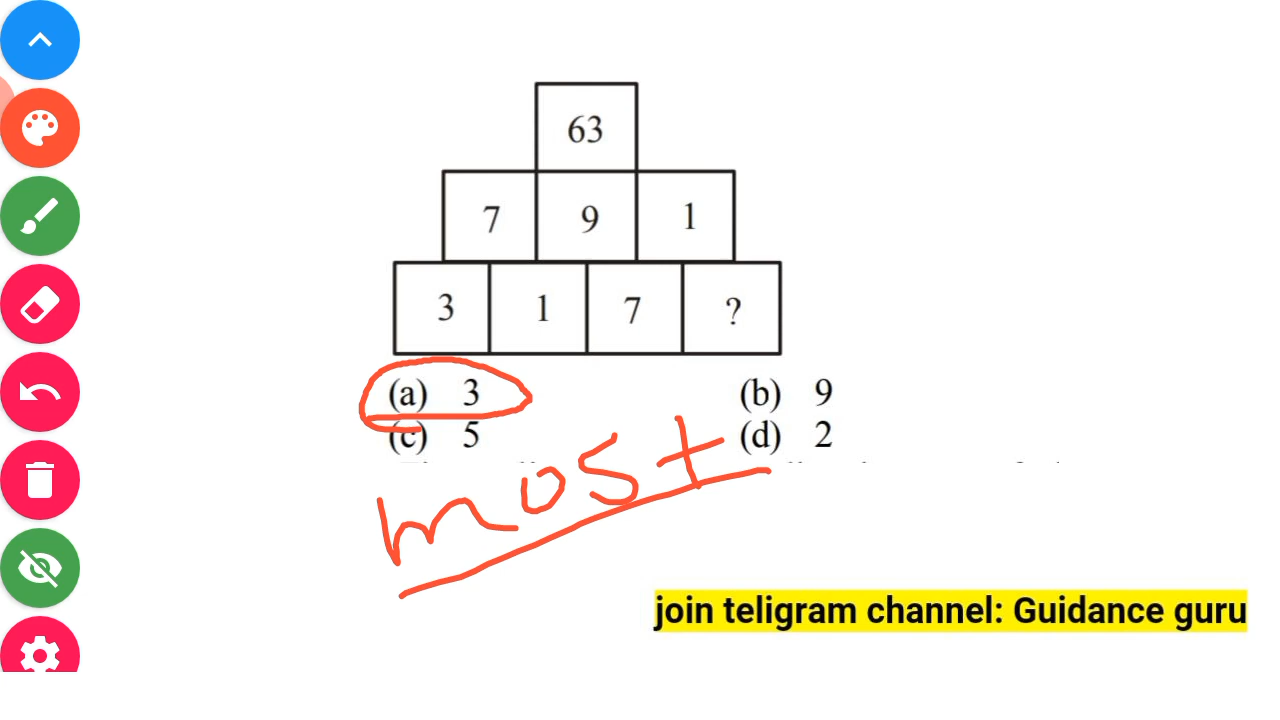 63
7 9 1
3 1 7 ?
(a) 3 (b) 9
(c) 5 (d) 2
most
join teligram channel: Guidance guru